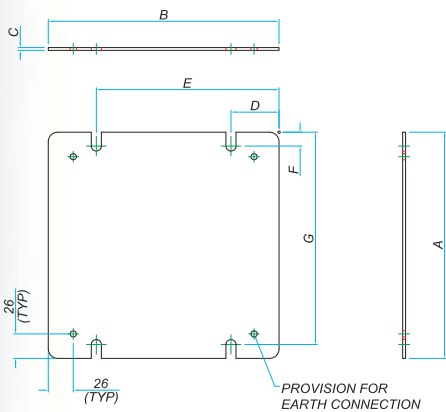 B
C
E
D
F
G
A
26
(TYP)
26
(TYP)
PROVISION FOR
EARTH CONNECTION